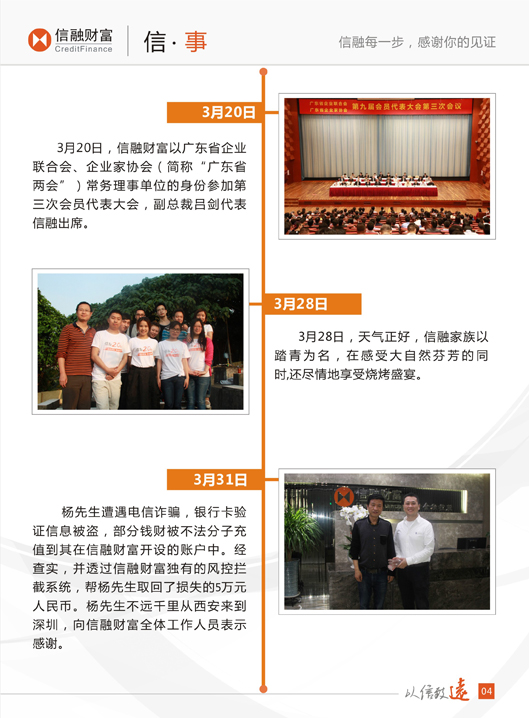 信融财富
CreditFinance
信·事
信融每一步，感谢你的见证
3月20日
3月20日，信融财富以广东省企业
联合会、企业家协会（简称“广东省
两会”）常务理事单位的身份参加第
三次会员代表大会，副总裁吕剑代表
信融出席。
第九届会员代表大会第三次会议
3月28日
3月28日，天气正好，信融家族以
踏青为名，在感受大自然芬芳的同
时,还尽情地享受烧烤盛宴。
3月31日
杨先生遭遇电信诈骗，银行卡验
证信息被盗，部分钱财被不法分子充
值到其在信融财富开设的账户中。经
查实，并透过信融财富独有的风控拦
截系统，帮杨先生取回了损失的5万元
人民币。杨先生不远千里从西安来到
深圳，向信融财富全体工作人员表示
感谢。
信融财富
以信致远
04